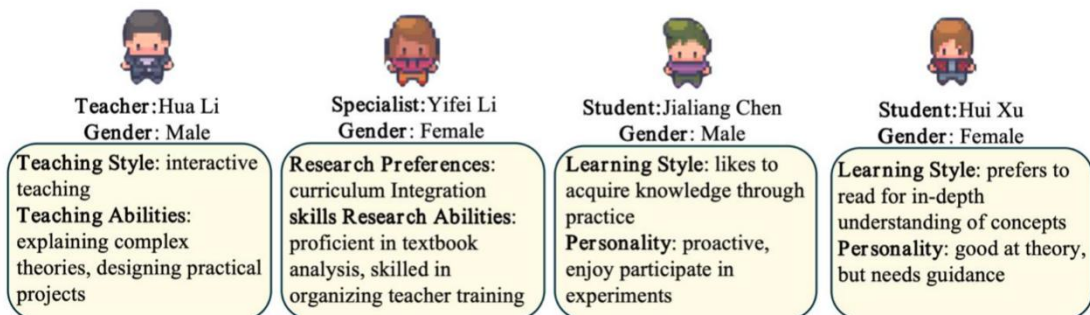 Teacher:Hua Li
Gender: Male
Teaching Style: interactive
teaching
Teaching Abilities:
explaining complex
theories, designing practical
projects
Specialist:Yifei Li
Gender: Female
Research Preferences:
curriculum Integration
skills Research Abilities:
proficient in textbook
analysis, skilled in
organizing teacher training
Student:Jialiang Chen
Gender: Male
Learning Style: likes to
acquire knowledge through
practice
Personality: proactive,
enjoy participate in
experiments
Student:Hui Xu
Gender: Female
Learning Style: prefers to
read for in-depth
understanding of concepts
Personality: good at theory,
but needs guidance